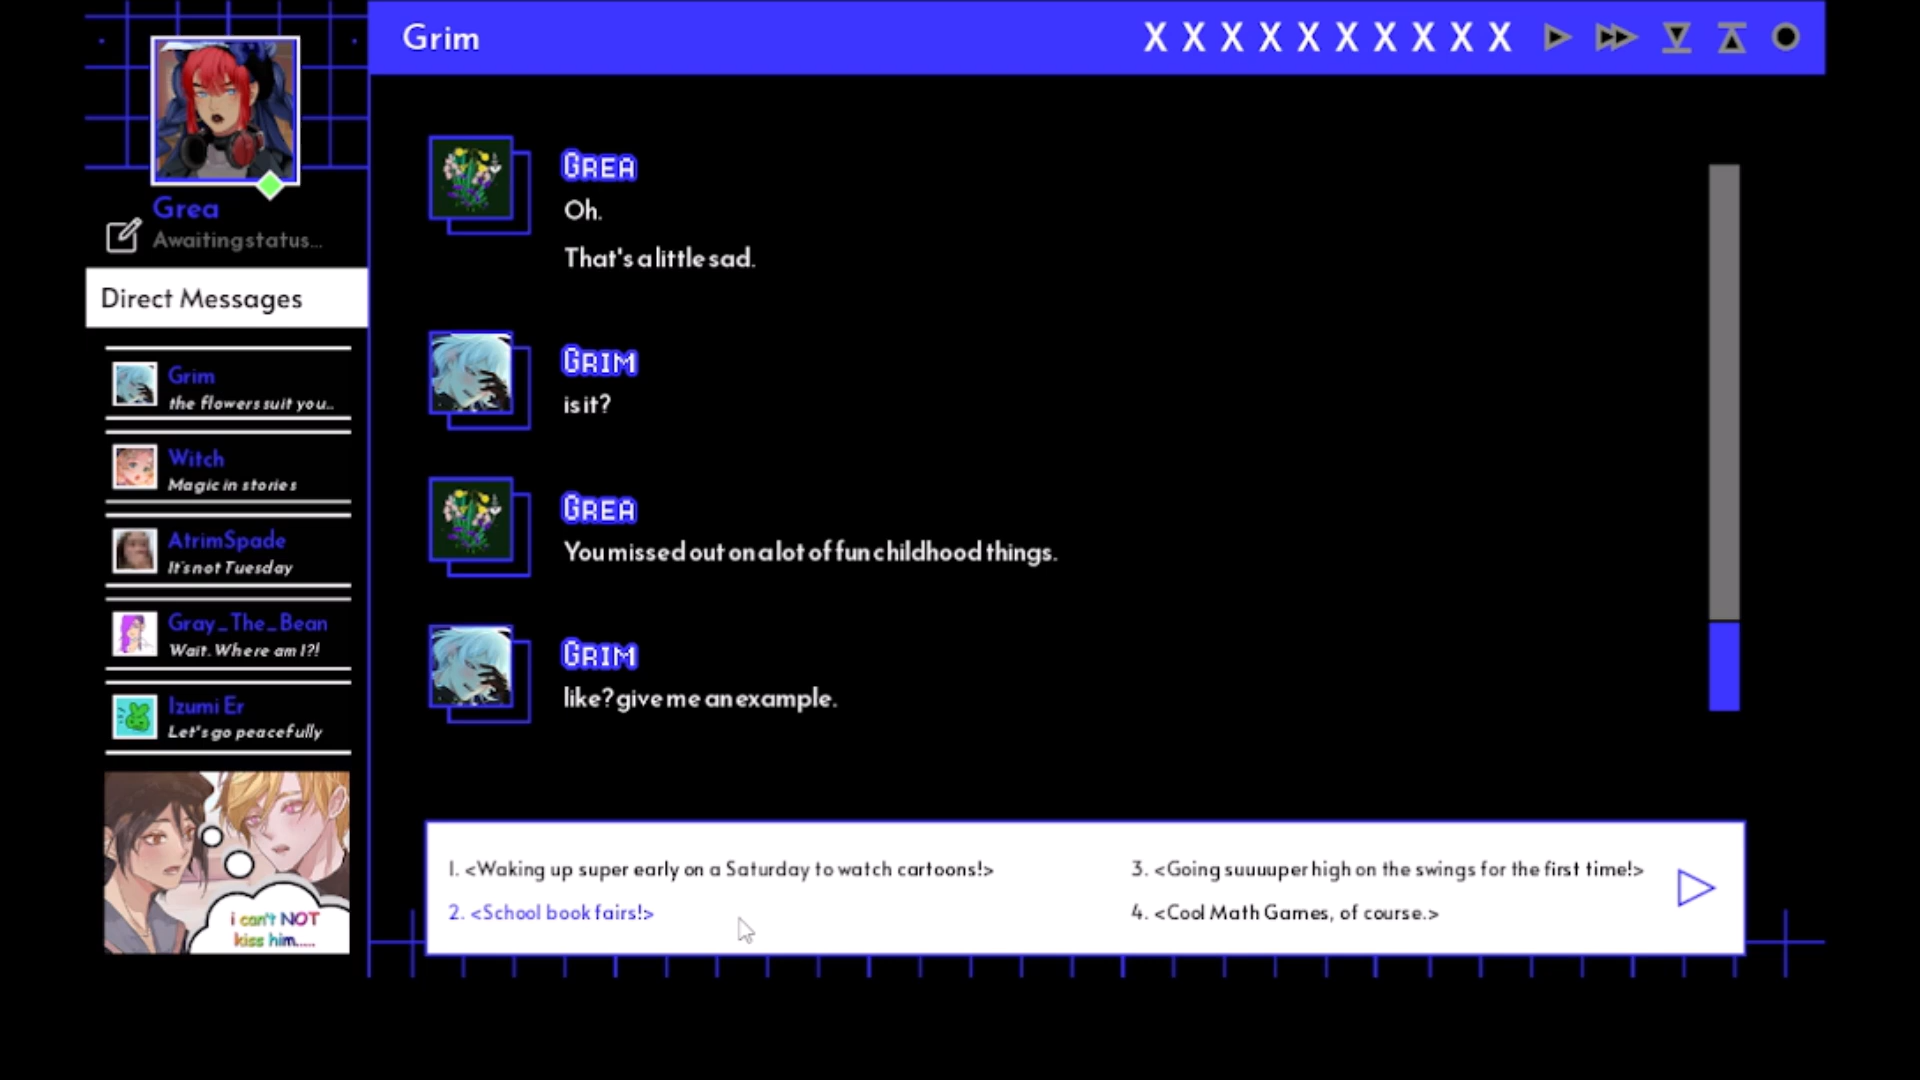 Grim
X X X X X X X X X X
Grea
Awaiting status...
Direct Messages
Grim
the flowers suit you..
Witch
Magic in stories
AtrimSpade
It's not Tuesday
Gray_The_Bean
Wait. Where am I?!
Izumi Er
Let's go peacefully
i can't NOT
kiss him.....
GREA
Oh.
That's a little sad.
GRIM
is it?
GREA
You missed out on a lot of fun childhood things.
GRIM
like? give me an example.
1. <Waking up super early on a Saturday to watch cartoons!>
2. <School book fairs!>
3. <Going suuuuper high on the swings for the first time!>
4. <Cool Math Games, of course.>